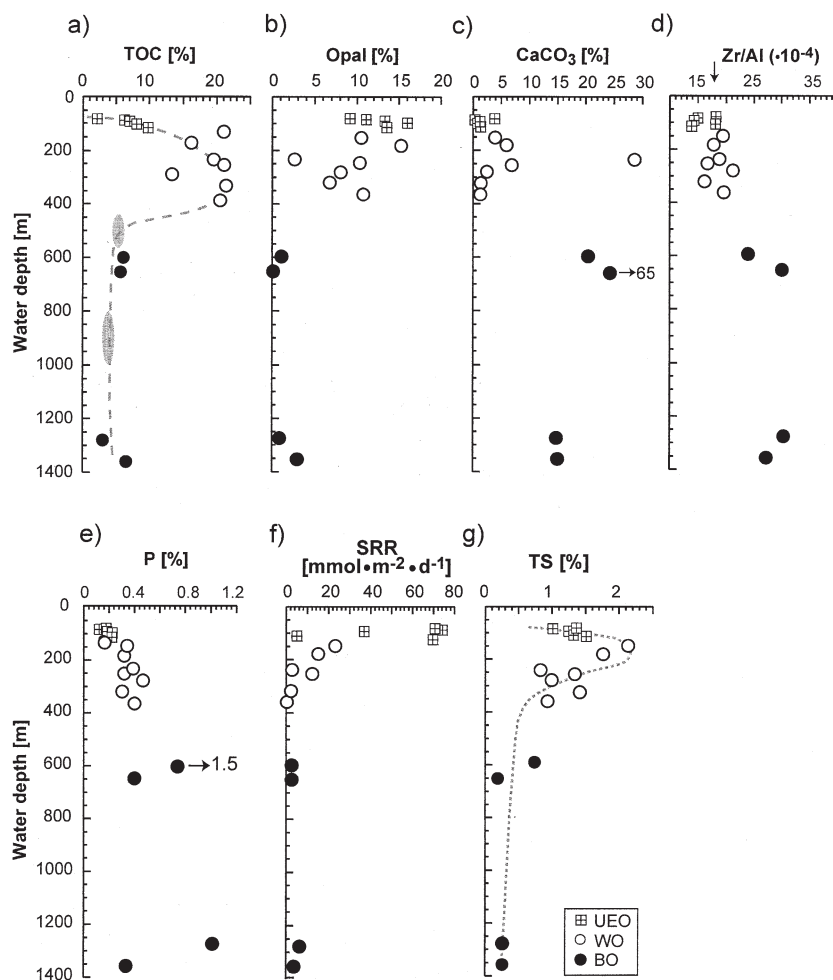 a) b) c) d)
TOC [%] Opal [%] CaCO₃ [%] Zr/Al (·10⁻⁴)
0 10 20 0 5 10 15 20 0 5 10 15 20 25 30 15 25 35
0
200
400
600
→65
800
1000
1200
1400
Water depth [m]
e) f) g)
P [%] SRR [mmol•m⁻²•d⁻¹] TS [%]
0 0.4 0.8 1.2 0 20 40 60 80 0 1 2
0
200
400
600
→1.5
800
1000
1200
1400
Water depth [m]
UEO
WO
BO